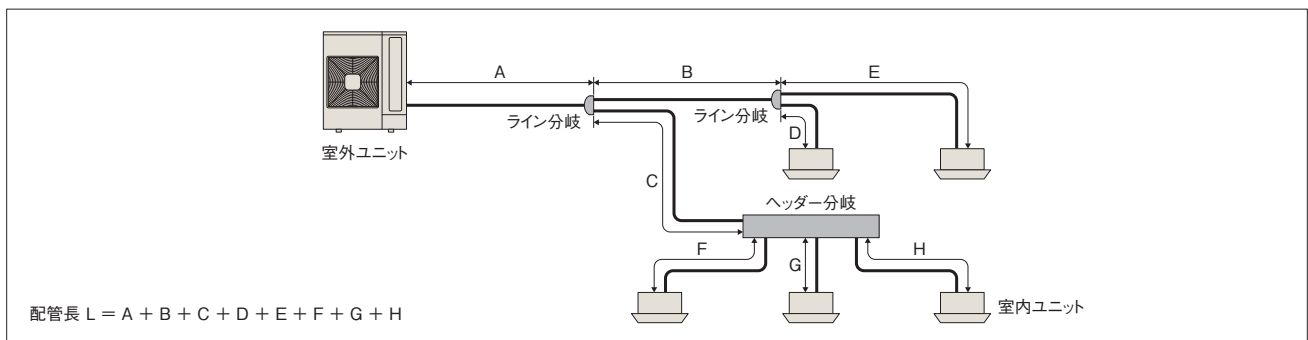 A
B
E
ライン分岐
ライン分岐
D
室外ユニット
C
ヘッダー分岐
F
G
H
配管長 L = A + B + C + D + E + F + G + H
室内ユニット